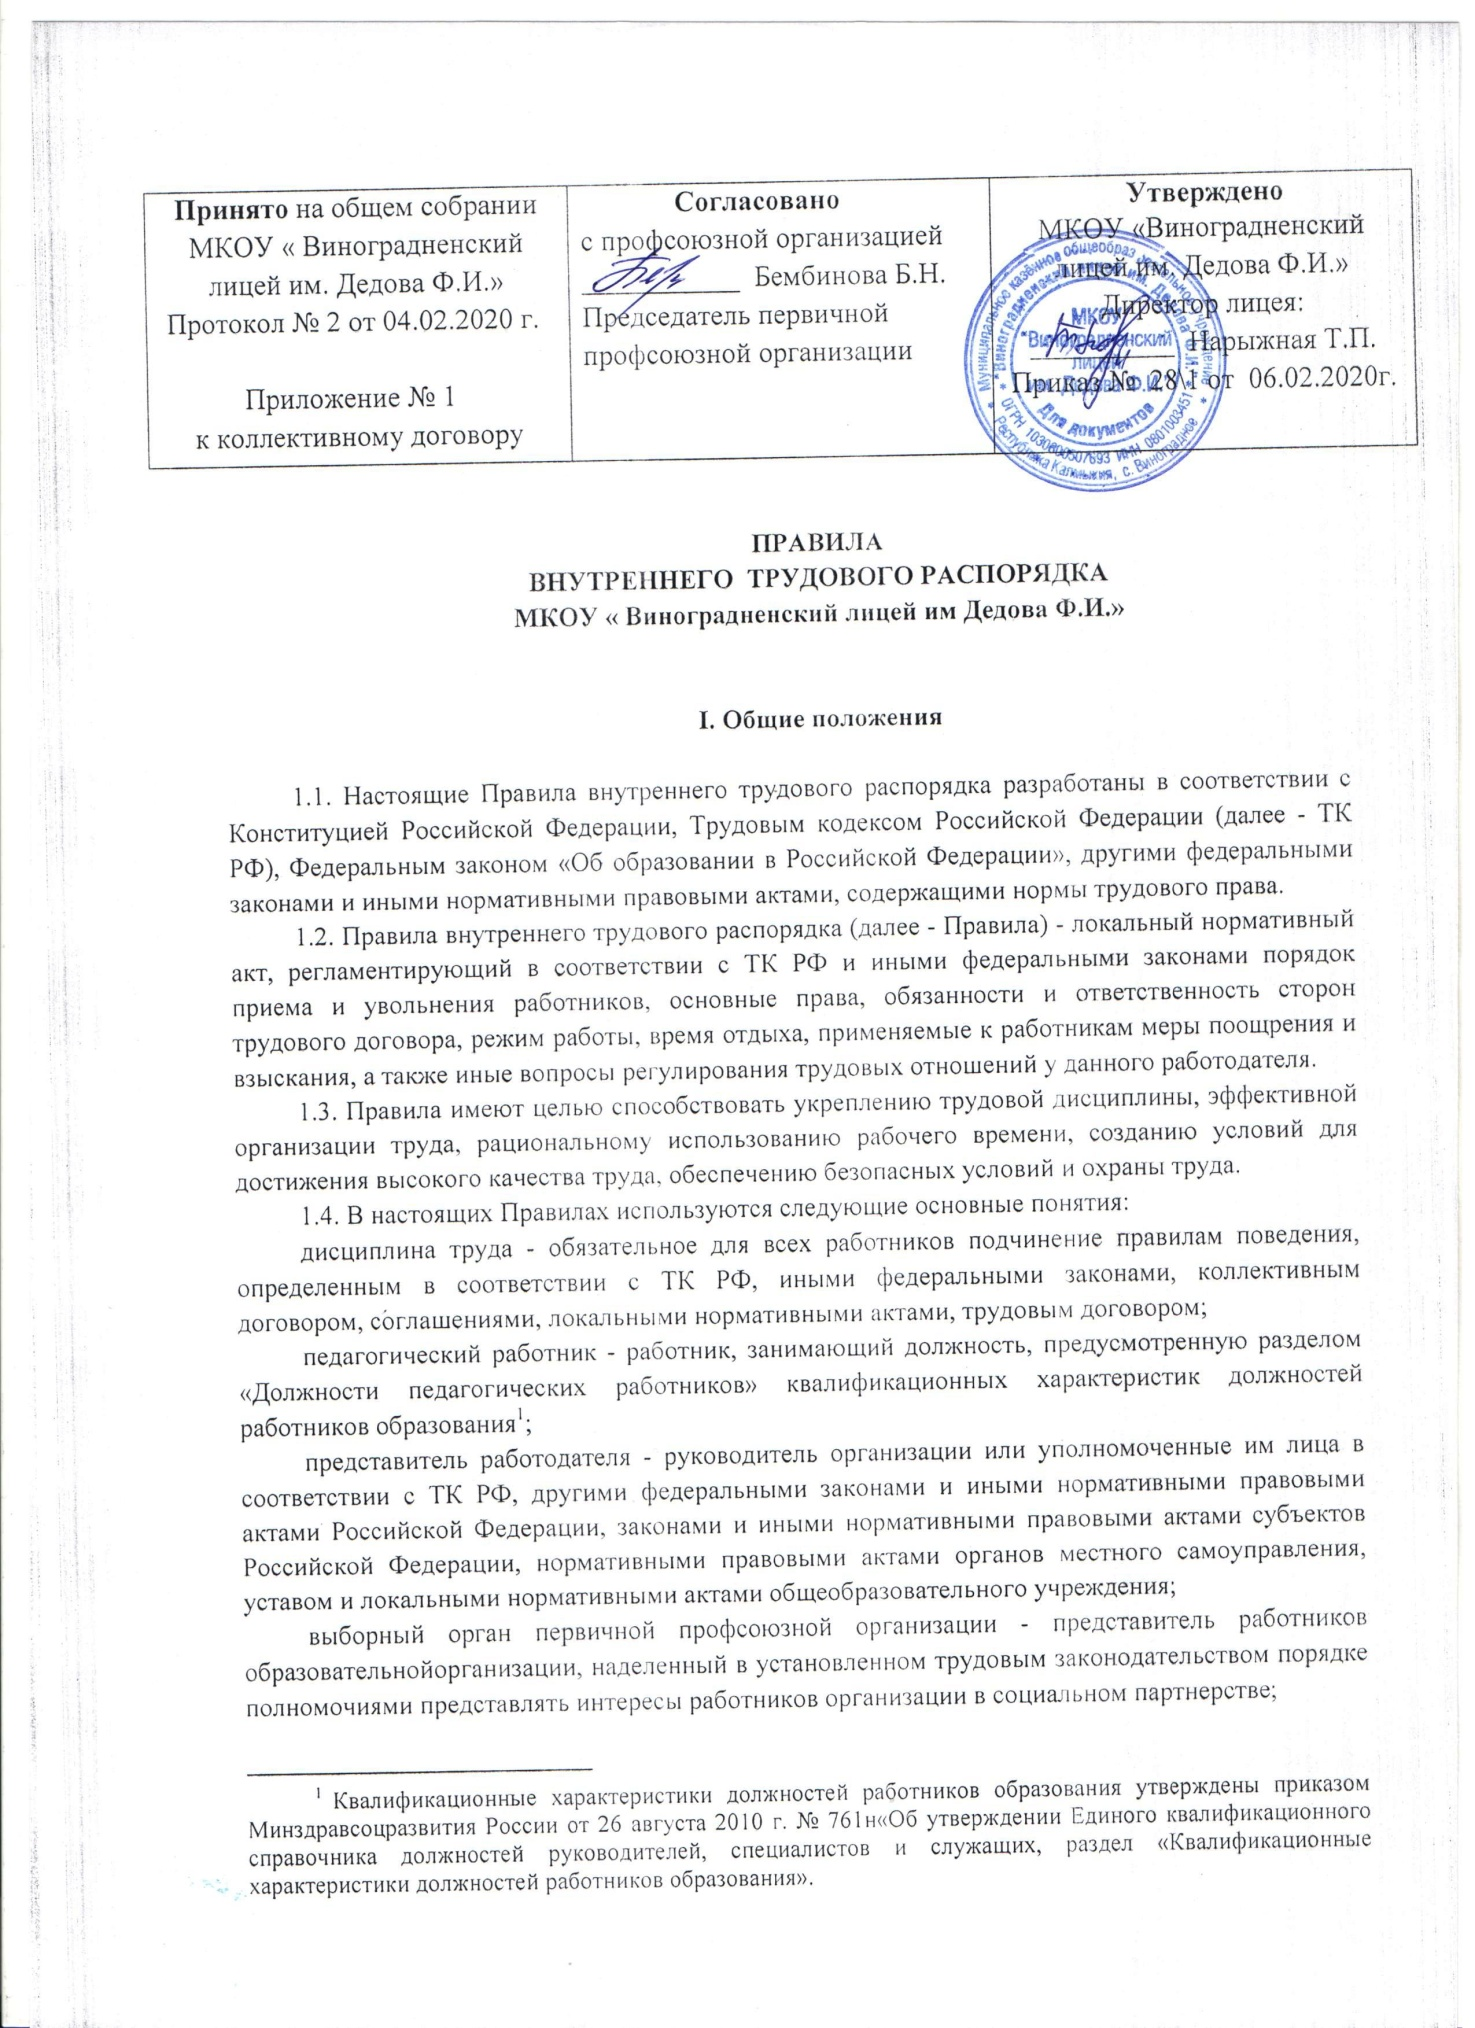 Принято на общем собрании
МКОУ « Виноградненский
лицей им. Дедова Ф.И.»
Протокол № 2 от 04.02.2020 г.
Приложение № 1
к коллективному договору
Согласовано
с профсоюзной организацией
____________ Бембинова Б.Н.
Председатель первичной
профсоюзной организации
Утверждено
МКОУ «Виноградненский
лицей им. Дедова Ф.И.»
Директор лицея:
___________ Нарыжная Т.П.
Приказ № 28\1 от 06.02.2020г.
МКОУ
"Виноградненский
лицей
им. Дедова Ф.И."
Для документов
ОГРН 1030800507693 ИНН 0801003451
Республика Калмыкия, с. Виноградное
ПРАВИЛА
ВНУТРЕННЕГО ТРУДОВОГО РАСПОРЯДКА
МКОУ « Виноградненский лицей им Дедова Ф.И.»
I. Общие положения
1.1. Настоящие Правила внутреннего трудового распорядка разработаны в соответствии с
Конституцией Российской Федерации, Трудовым кодексом Российской Федерации (далее - ТК
РФ), Федеральным законом «Об образовании в Российской Федерации», другими федеральными
законами и иными нормативными правовыми актами, содержащими нормы трудового права.
1.2. Правила внутреннего трудового распорядка (далее - Правила) - локальный нормативный
акт, регламентирующий в соответствии с ТК РФ и иными федеральными законами порядок
приема и увольнения работников, основные права, обязанности и ответственность сторон
трудового договора, режим работы, время отдыха, применяемые к работникам меры поощрения и
взыскания, а также иные вопросы регулирования трудовых отношений у данного работодателя.
1.3. Правила имеют целью способствовать укреплению трудовой дисциплины, эффективной
организации труда, рациональному использованию рабочего времени, созданию условий для
достижения высокого качества труда, обеспечению безопасных условий и охраны труда.
1.4. В настоящих Правилах используются следующие основные понятия:
дисциплина труда - обязательное для всех работников подчинение правилам поведения,
определенным в соответствии с ТК РФ, иными федеральными законами, коллективным
договором, соглашениями, локальными нормативными актами, трудовым договором;
педагогический работник - работник, занимающий должность, предусмотренную разделом
«Должности педагогических работников» квалификационных характеристик должностей
работников образования¹;
представитель работодателя - руководитель организации или уполномоченные им лица в
соответствии с ТК РФ, другими федеральными законами и иными нормативными правовыми
актами Российской Федерации, законами и иными нормативными правовыми актами субъектов
Российской Федерации, нормативными правовыми актами органов местного самоуправления,
уставом и локальными нормативными актами общеобразовательного учреждения;
выборный орган первичной профсоюзной организации - представитель работников
образовательнойорганизации, наделенный в установленном трудовым законодательством порядке
полномочиями представлять интересы работников организации в социальном партнерстве;
¹ Квалификационные характеристики должностей работников образования утверждены приказом
Минздравсоцразвития России от 26 августа 2010 г. № 761н«Об утверждении Единого квалификационного
справочника должностей руководителей, специалистов и служащих, раздел «Квалификационные
характеристики должностей работников образования».